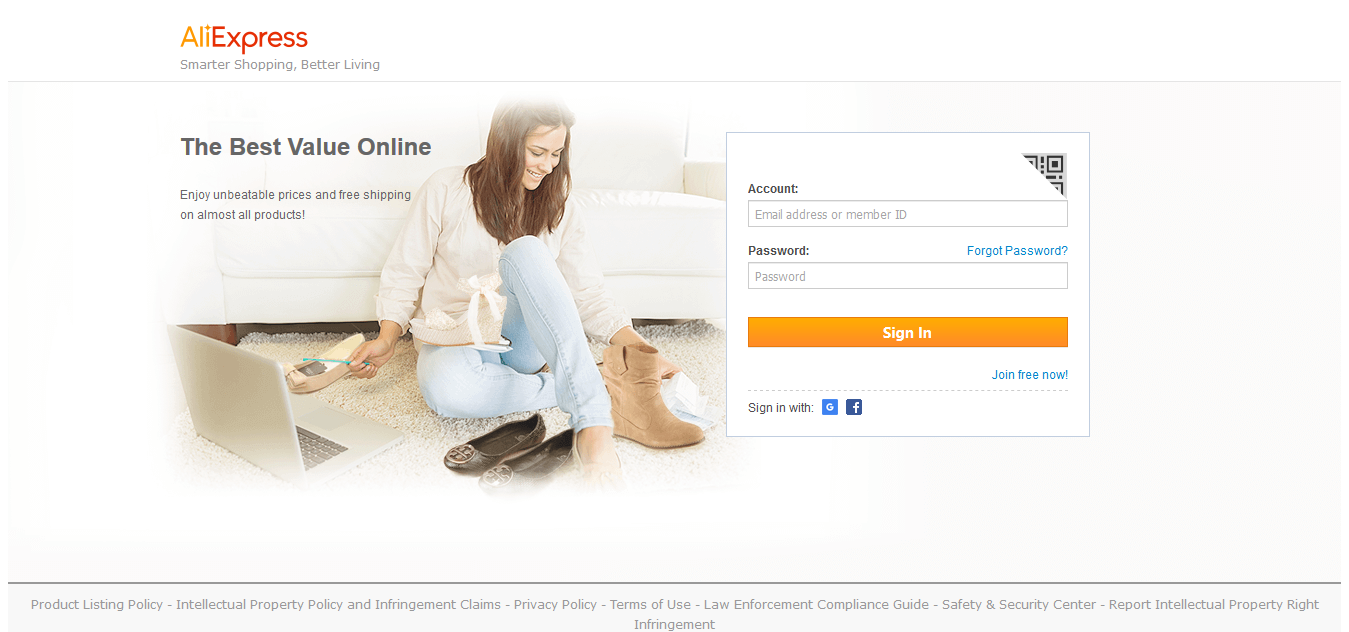 AliExpress
Smarter Shopping, Better Living
The Best Value Online
Enjoy unbeatable prices and free shipping
on almost all products!
Account:
Email address or member ID
Password:
Forgot Password?
Password
Sign In
Join free now!
Sign in with:
Product Listing Policy - Intellectual Property Policy and Infringement Claims - Privacy Policy - Terms of Use - Law Enforcement Compliance Guide - Safety & Security Center - Report Intellectual Property Right
Infringement